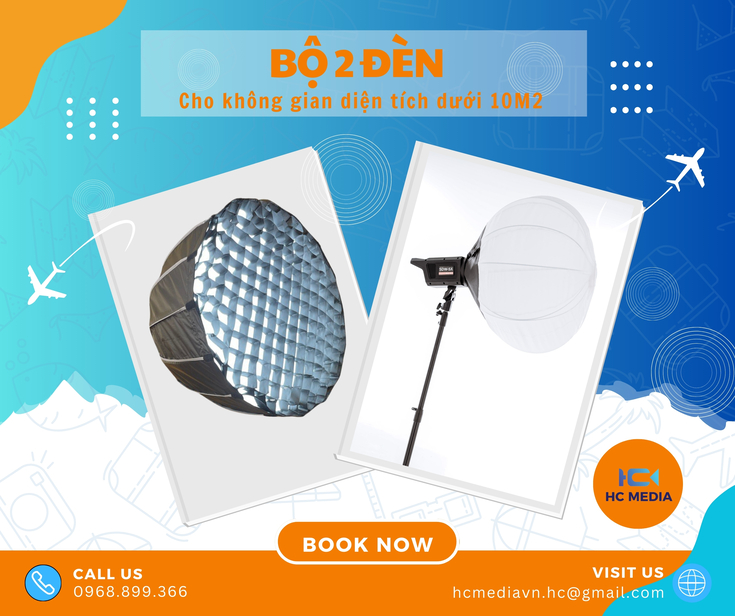 BỘ 2 ĐÈN
Cho không gian diện tích dưới 10M2
HC MEDIA
BOOK NOW
CALL US
0968.899.366
VISIT US
hcmediavn.hc@gmail.com